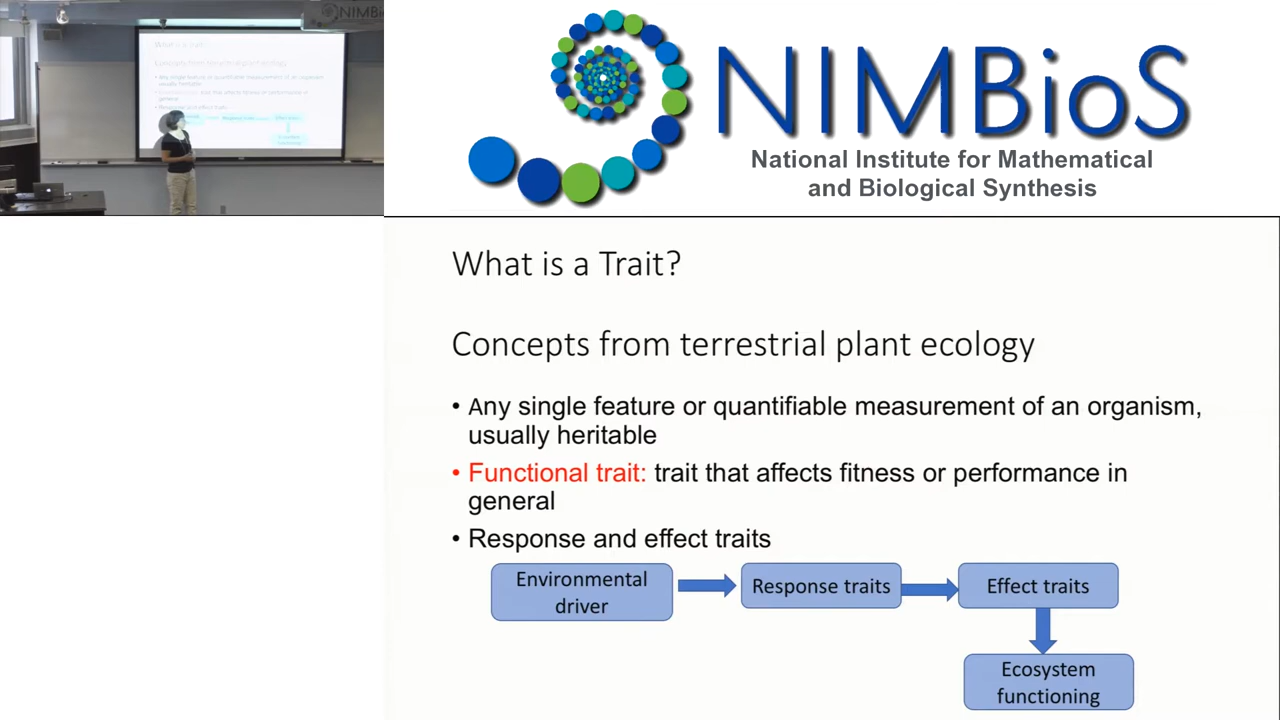 NIMBioS
NIMBioS
National Institute for Mathematical
and Biological Synthesis
What is a Trait?
Concepts from terrestrial plant ecology
• Any single feature or quantifiable measurement of an organism,
usually heritable
• Functional trait: trait that affects fitness or performance in
general
• Response and effect traits
Environmental
driver
Response traits
Effect traits
Ecosystem
functioning